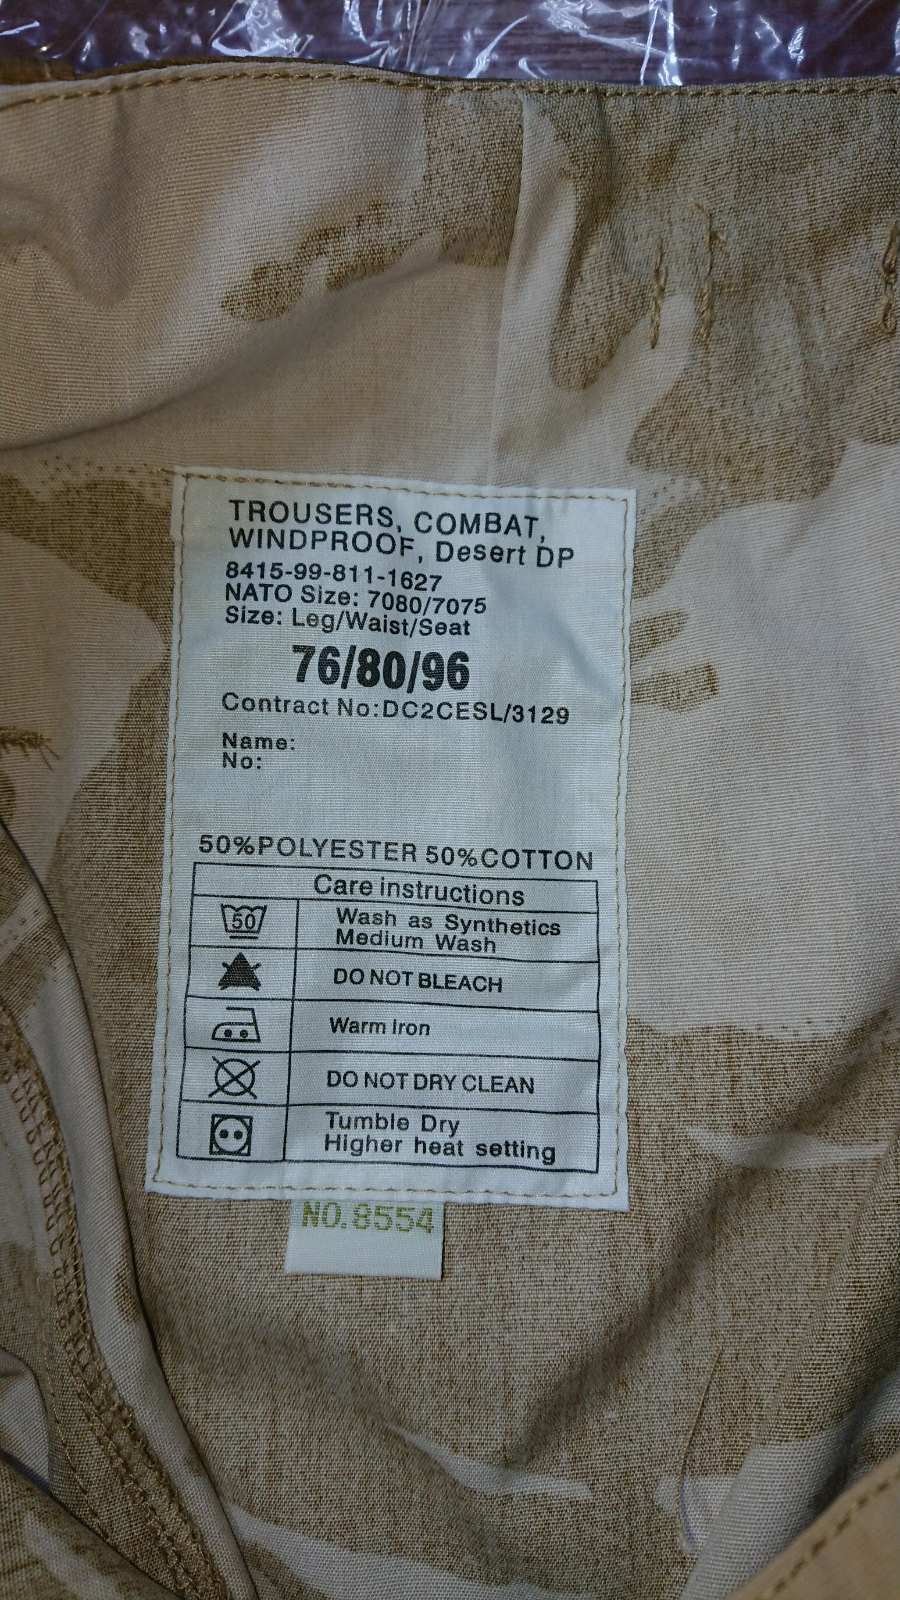 TROUSERS, COMBAT,
WINDPROOF, Desert DP
8415-99-811-1627
NATO Size: 7080/7075
Size: Leg/Waist/Seat
76/80/96
Contract No:DC2CESL/3129
Name:
No:
50%POLYESTER 50%COTTON
Care instructions
50 Wash as Synthetics
Medium Wash
DO NOT BLEACH
Warm Iron
DO NOT DRY CLEAN
Tumble Dry
Higher heat setting
NO.8554